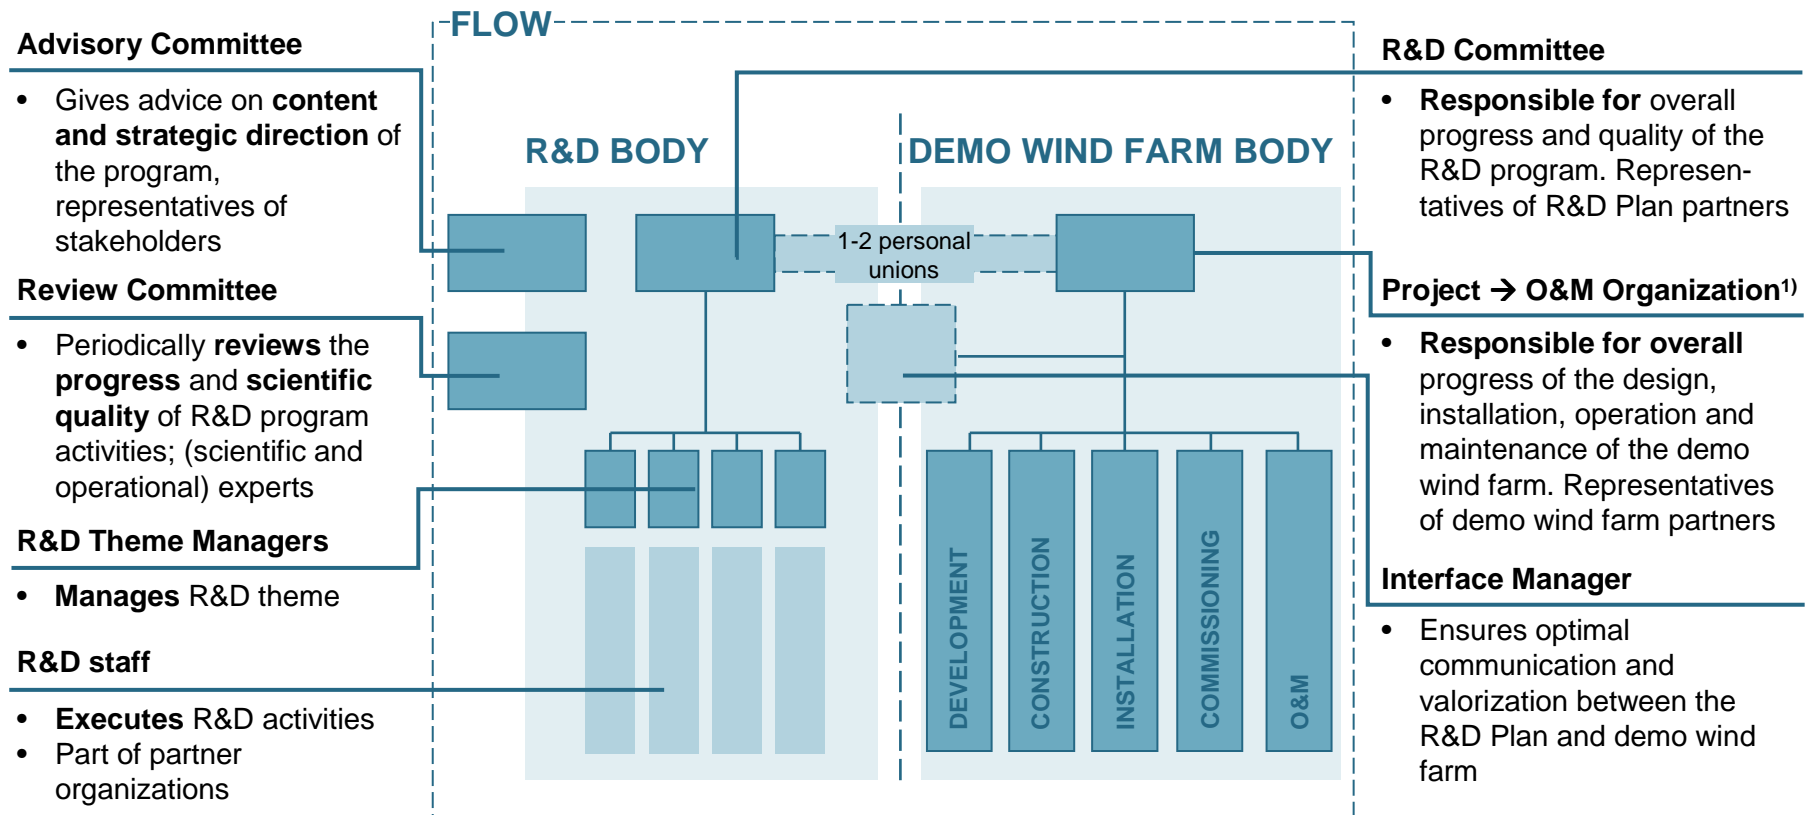 FLOW
Advisory Committee
• Gives advice on content
and strategic direction of
the program,
representatives of
stakeholders
Review Committee
• Periodically reviews the
progress and scientific
quality of R&D program
activities; (scientific and
operational) experts
R&D Theme Managers
• Manages R&D theme
R&D staff
• Executes R&D activities
• Part of partner
organizations
R&D BODY
DEMO WIND FARM BODY
1-2 personal
unions
DEVELOPMENT
CONSTRUCTION
INSTALLATION
COMMISSIONING
O&M
R&D Committee
• Responsible for overall
progress and quality of the
R&D program. Represen-
tatives of R&D Plan partners
Project → O&M Organization¹⁾
• Responsible for overall
progress of the design,
installation, operation and
maintenance of the demo
wind farm. Representatives
of demo wind farm partners
Interface Manager
• Ensures optimal
communication and
valorization between the
R&D Plan and demo wind
farm